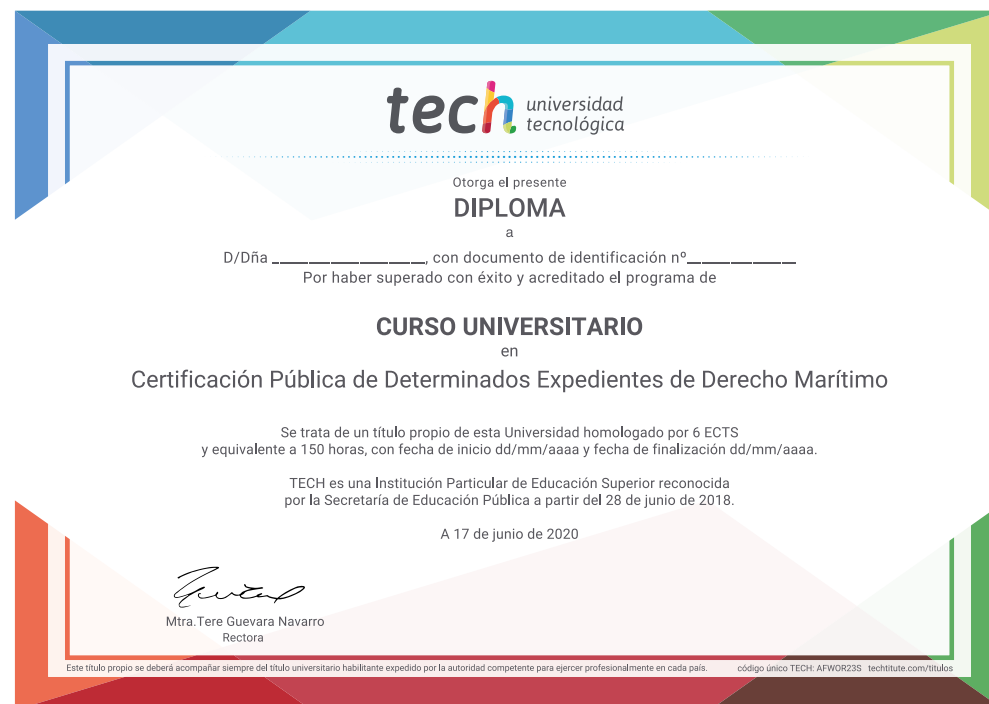 tech universidad
tecnológica
Otorga el presente
DIPLOMA
a
D/Dña ____________________, con documento de identificación nº______________
Por haber superado con éxito y acreditado el programa de
CURSO UNIVERSITARIO
en
Certificación Pública de Determinados Expedientes de Derecho Marítimo
Se trata de un título propio de esta Universidad homologado por 6 ECTS
y equivalente a 150 horas, con fecha de inicio dd/mm/aaaa y fecha de finalización dd/mm/aaaa.
TECH es una Institución Particular de Educación Superior reconocida
por la Secretaría de Educación Pública a partir del 28 de junio de 2018.
A 17 de junio de 2020
Mtra.Tere Guevara Navarro
Rectora
Este título propio se deberá acompañar siempre del título universitario habilitante expedido por la autoridad competente para ejercer profesionalmente en cada país. código único TECH: AFWOR23S techtitute.com/titulos